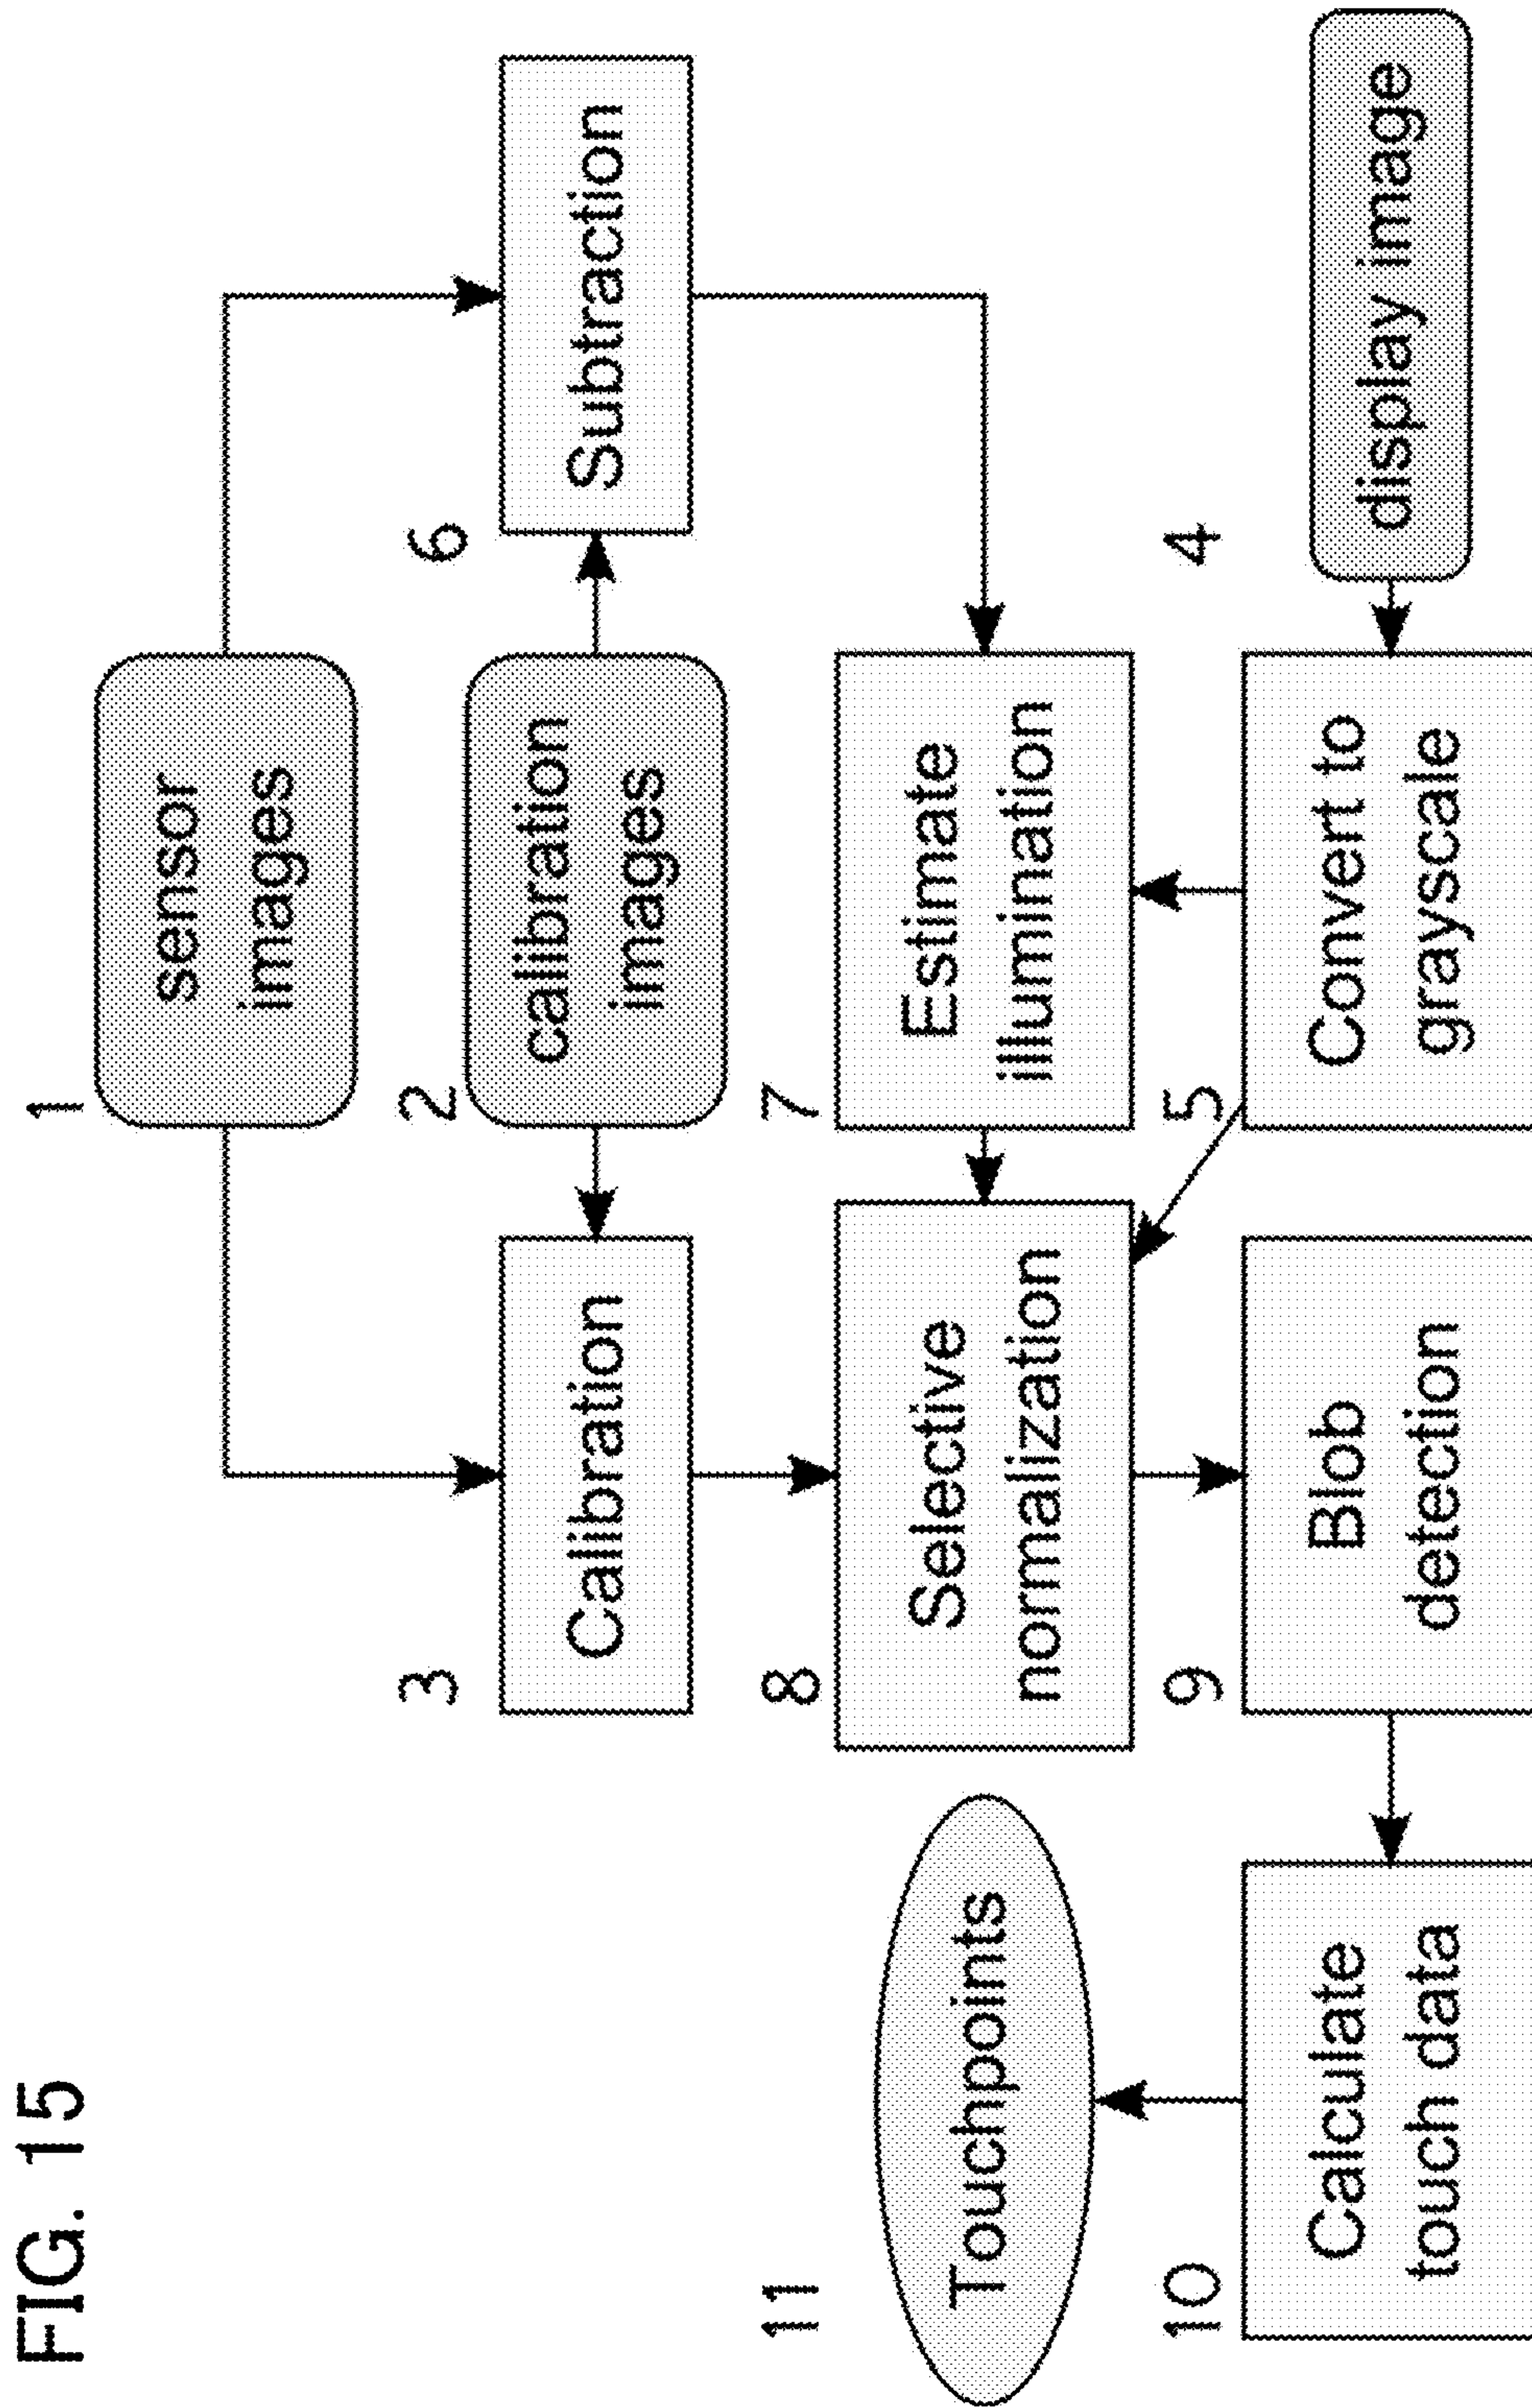 FIG. 15
1
sensor
images
2
calibration
images
6
Subtraction
3
Calibration
7
Estimate
illumination
8
Selective
normalization
11
Touchpoints
4
display image
5
Convert to
grayscale
9
Blob
detection
10
Calculate
touch data